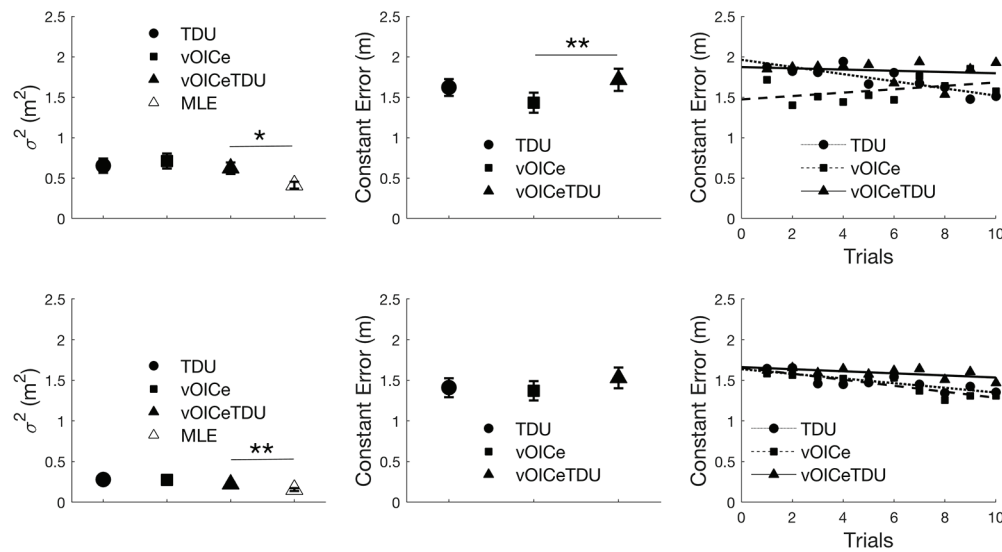 2.5
2
1.5
1
0.5
0
σ² (m²)
TDU
vOICe
vOICeTDU
MLE
*
2.5
2
1.5
1
0.5
0
Constant Error (m)
**
TDU
vOICe
vOICeTDU
2.5
2
1.5
1
0.5
0
Constant Error (m)
TDU
vOICe
vOICeTDU
0 2 4 6 8 10
Trials
2.5
2
1.5
1
0.5
0
σ² (m²)
TDU
vOICe
vOICeTDU
MLE
**
2.5
2
1.5
1
0.5
0
Constant Error (m)
TDU
vOICe
vOICeTDU
2.5
2
1.5
1
0.5
0
Constant Error (m)
TDU
vOICe
vOICeTDU
0 2 4 6 8 10
Trials